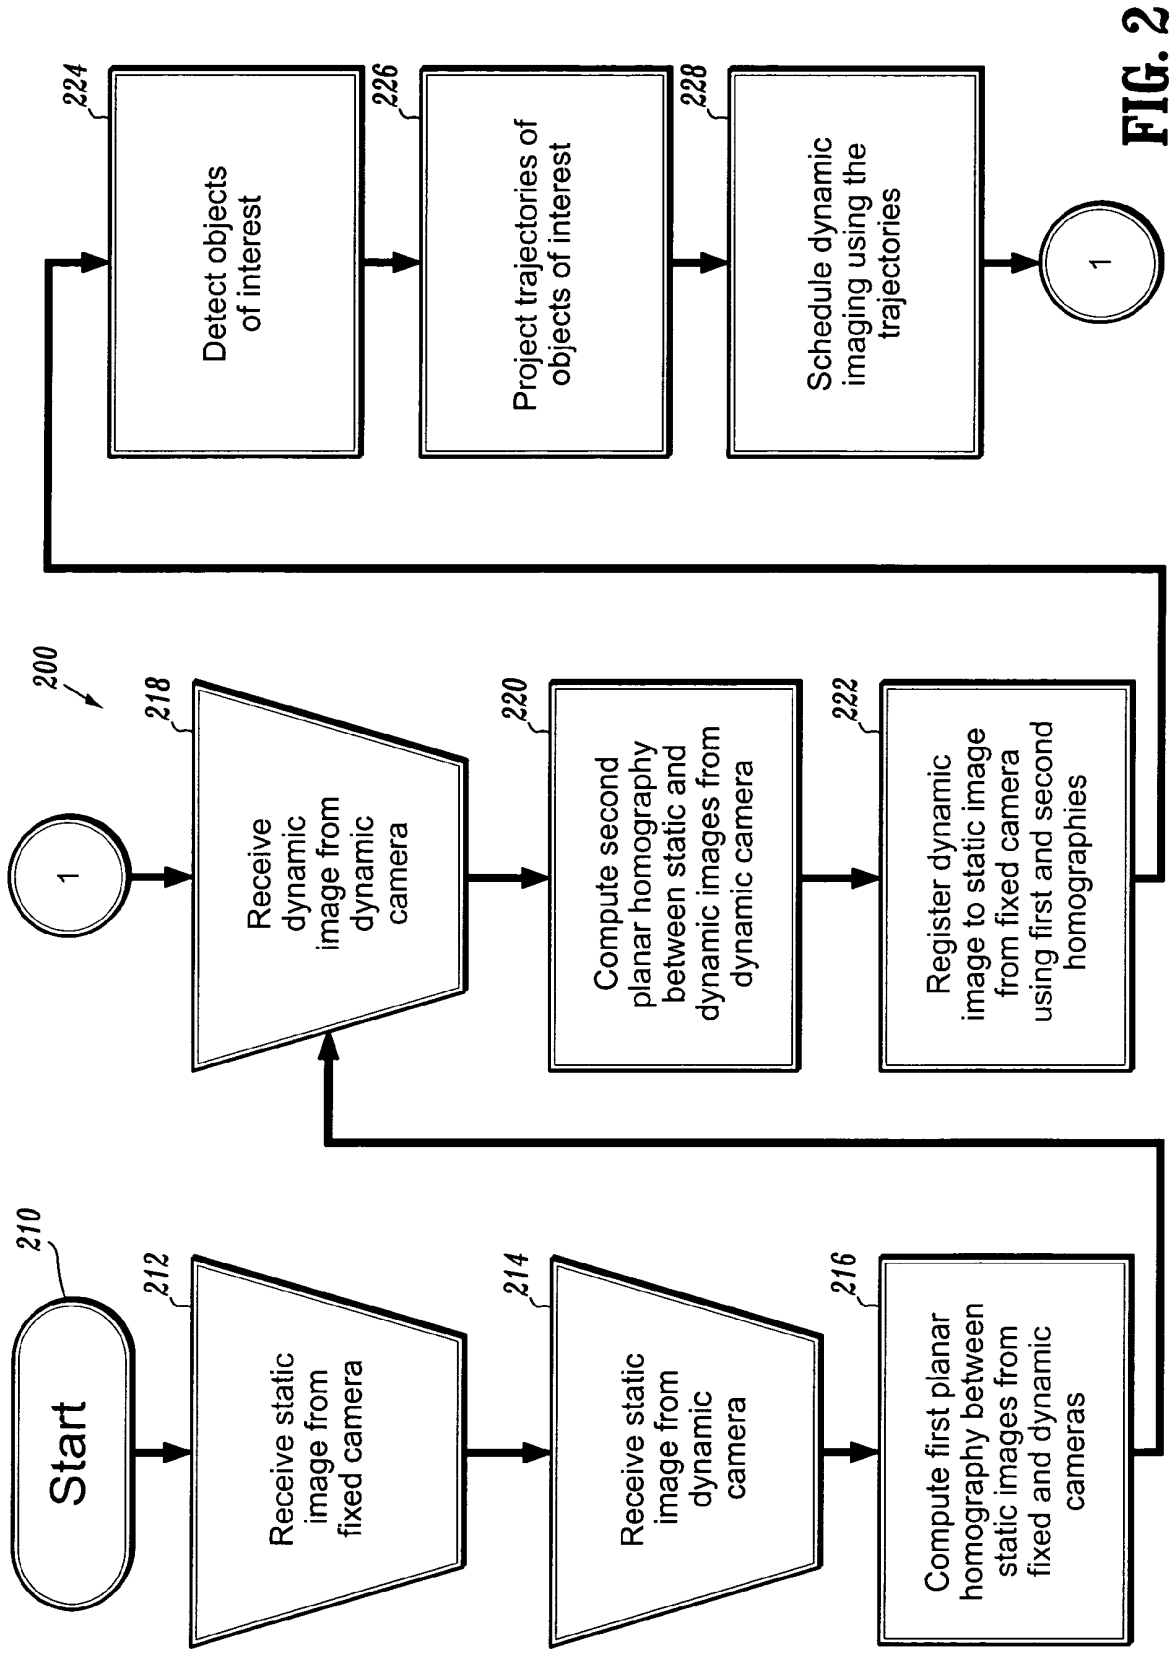 210
Start
212
Receive static
image from
fixed camera
214
Receive static
image from
dynamic
camera
216
Compute first planar
homography between
static images from
fixed and dynamic
cameras
200
1
218
Receive
dynamic
image from
dynamic
camera
220
Compute second
planar homography
between static and
dynamic images from
dynamic camera
222
Register dynamic
image to static image
from fixed camera
using first and second
homographies
224
Detect objects
of interest
226
Project trajectories of
objects of interest
228
Schedule dynamic
imaging using the
trajectories
1
FIG. 2